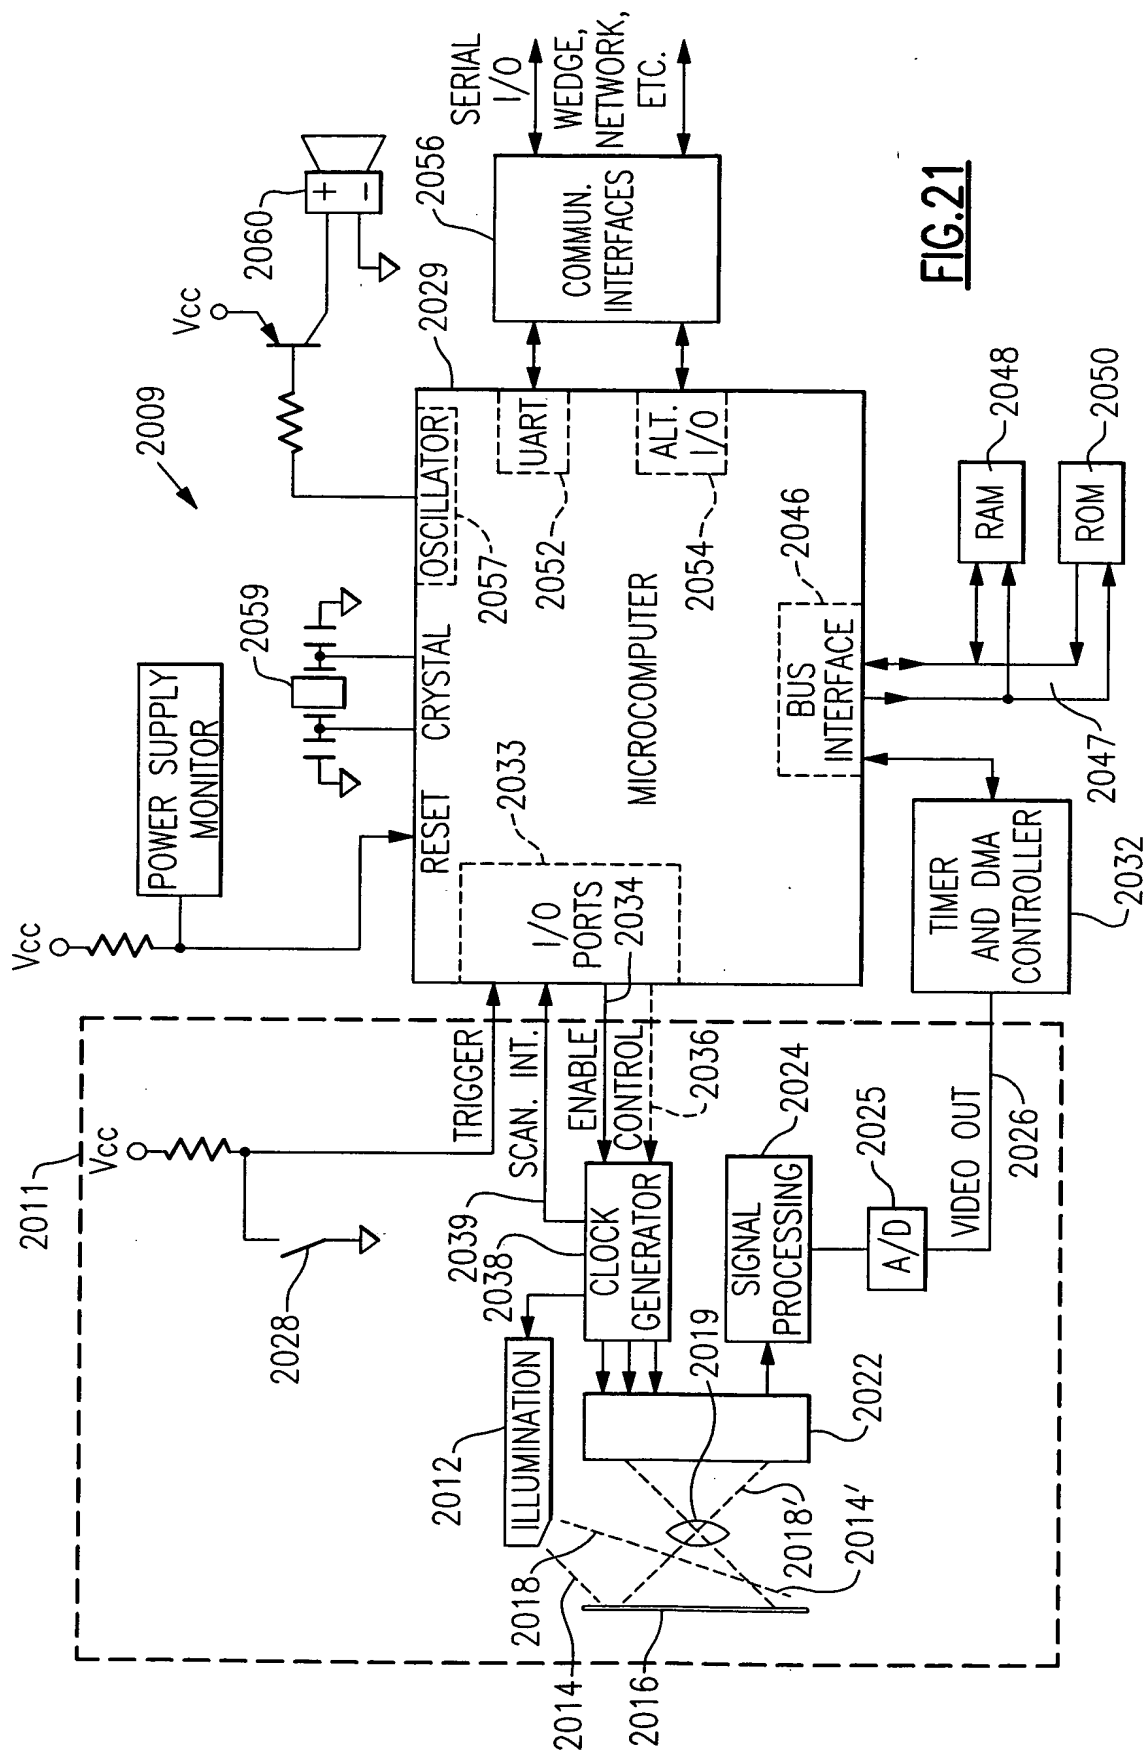 2009
2011
Vcc
Vcc
POWER SUPPLY
MONITOR
2059
Vcc
2060
2028
TRIGGER
SCAN. INT.
ENABLE
CONTROL
2036
2039
2038
RESET
CRYSTAL
OSCILLATOR
2057
2029
2033
I/O
PORTS
2034
UART
2052
ALT.
I/O
2054
MICROCOMPUTER
BUS
INTERFACE
2046
2056
COMMUN.
INTERFACES
SERIAL
I/O
WEDGE,
NETWORK,
ETC.
2012
ILLUMINATION
CLOCK
GENERATOR
2014
2018
2016
2019
2018'
2014'
2022
SIGNAL
PROCESSING
2024
A/D
2025
VIDEO OUT
2026
TIMER
AND DMA
CONTROLLER
2032
2047
RAM
2048
ROM
2050
FIG.21